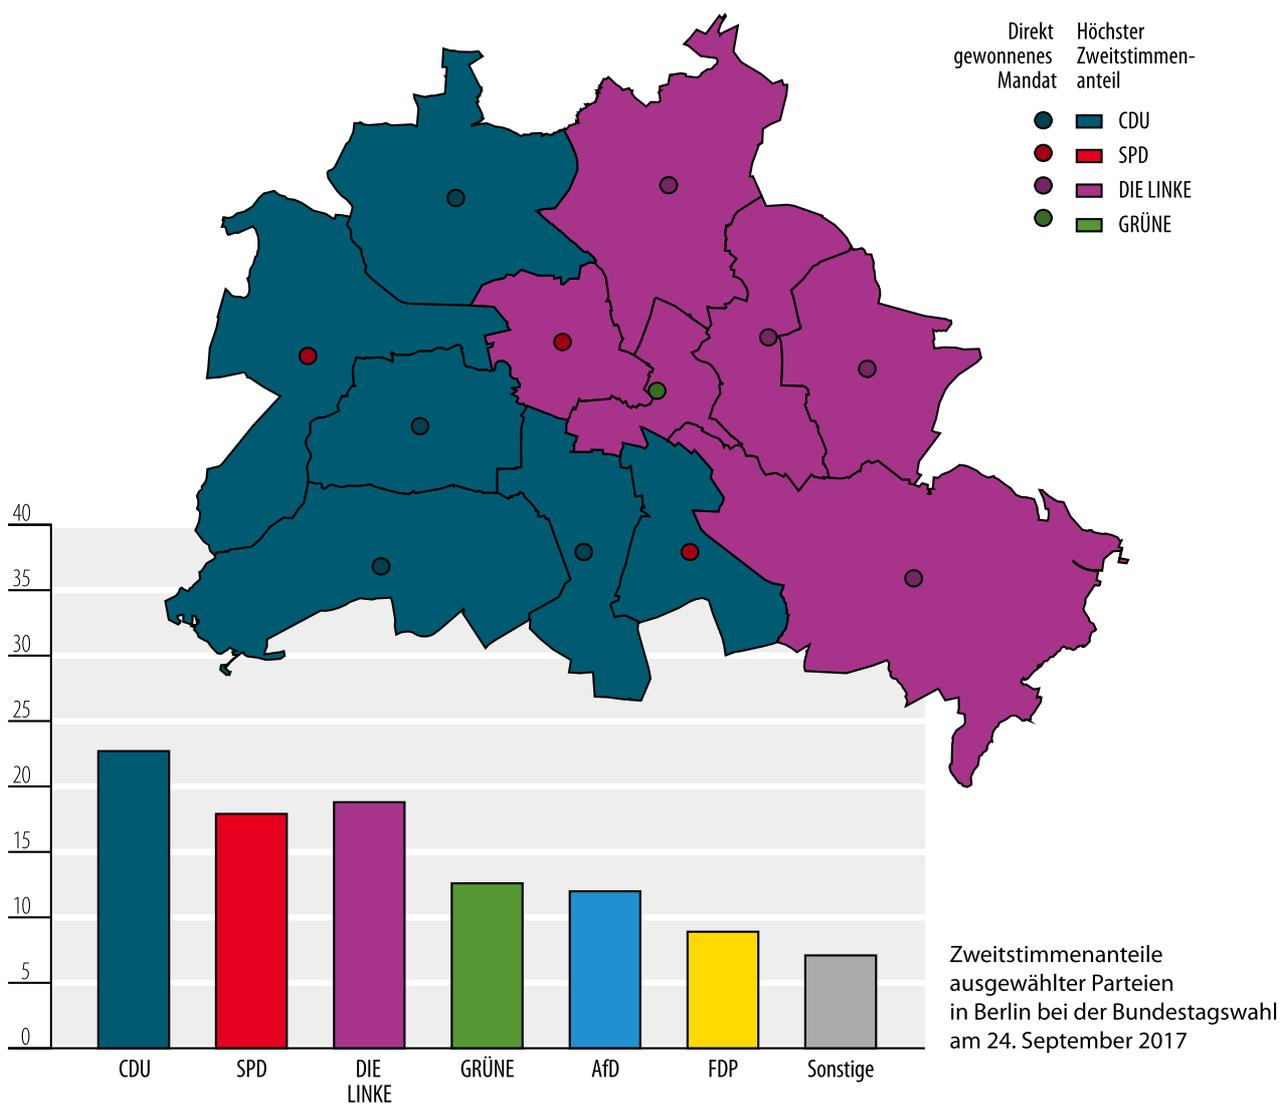 Direkt
gewonnenes
Mandat
Höchster
Zweitstimmen-
anteil
CDU
SPD
DIE LINKE
GRÜNE
40
35
30
25
20
15
10
5
0
CDU
SPD
DIE
LINKE
GRÜNE
AfD
FDP
Sonstige
Zweitstimmenanteile
ausgewählter Parteien
in Berlin bei der Bundestagswahl
am 24. September 2017